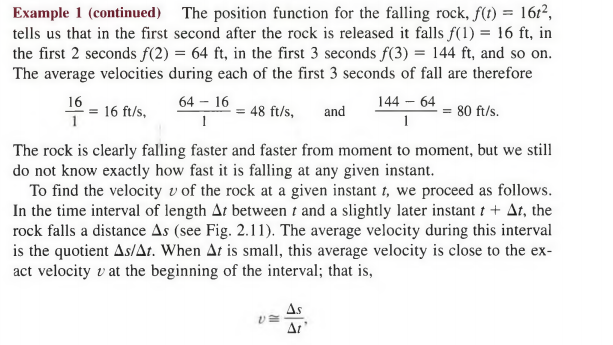 Example 1 (continued) The position function for the falling rock, f(t) = 16t²,
tells us that in the first second after the rock is released it falls f(1) = 16 ft, in
the first 2 seconds f(2) = 64 ft, in the first 3 seconds f(3) = 144 ft, and so on.
The average velocities during each of the first 3 seconds of fall are therefore
16/1 = 16 ft/s, (64 − 16)/1 = 48 ft/s, and (144 − 64)/1 = 80 ft/s.
The rock is clearly falling faster and faster from moment to moment, but we still
do not know exactly how fast it is falling at any given instant.
To find the velocity v of the rock at a given instant t, we proceed as follows.
In the time interval of length Δt between t and a slightly later instant t + Δt, the
rock falls a distance Δs (see Fig. 2.11). The average velocity during this interval
is the quotient Δs/Δt. When Δt is small, this average velocity is close to the ex-
act velocity v at the beginning of the interval; that is,
v ≅ Δs/Δt,